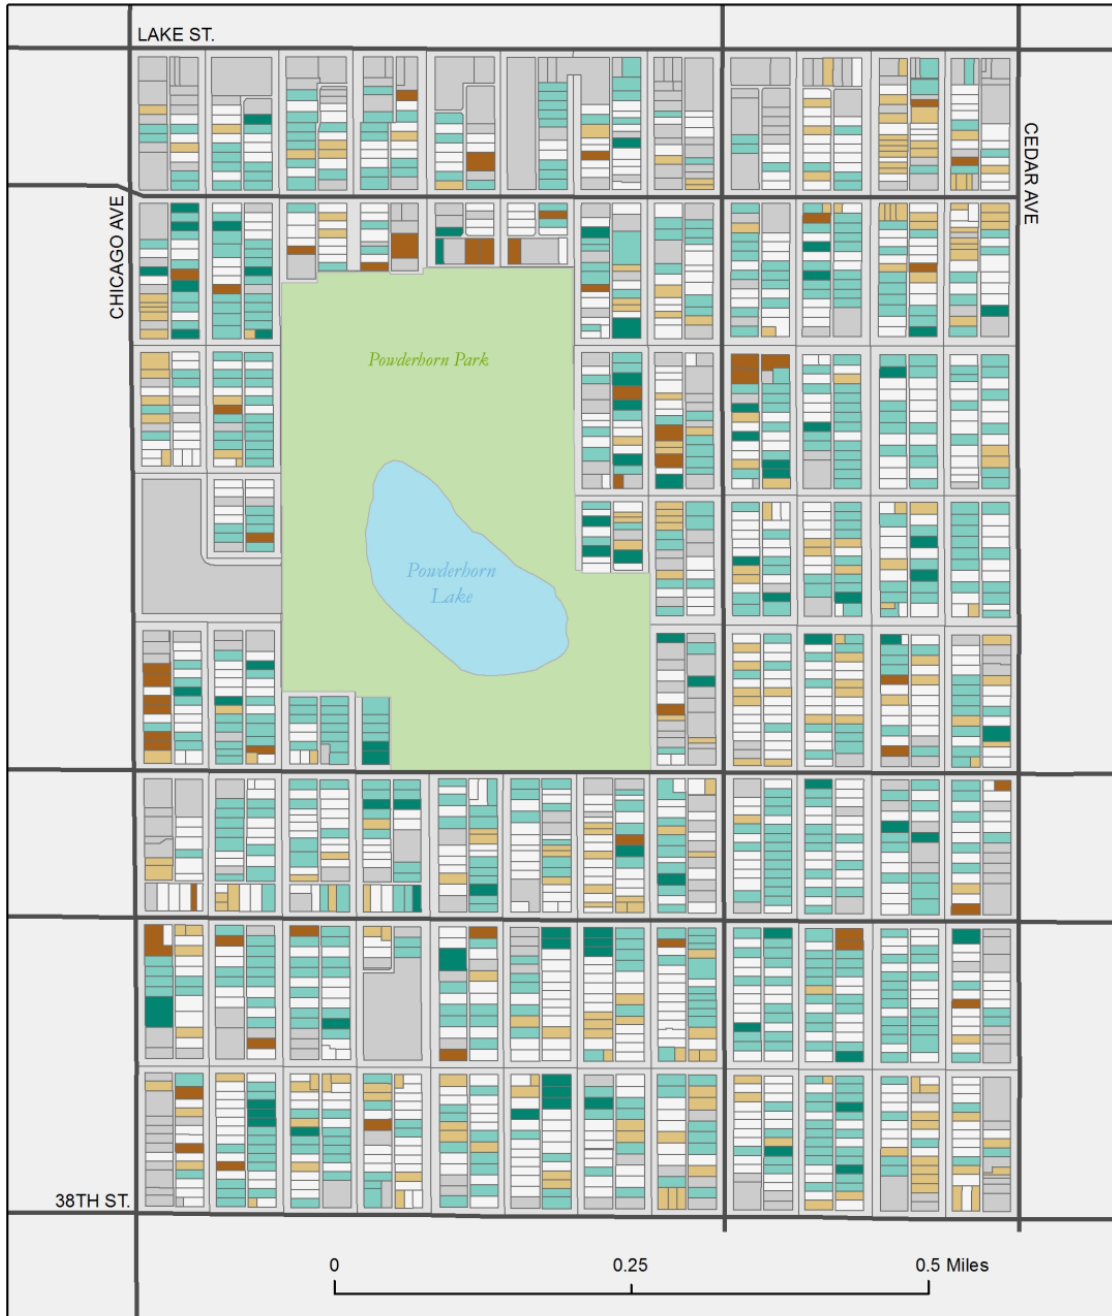 LAKE ST.
CHICAGO AVE
CEDAR AVE
Powderhorn Park
Powderhorn
Lake
38TH ST.
0
0.25
0.5 Miles